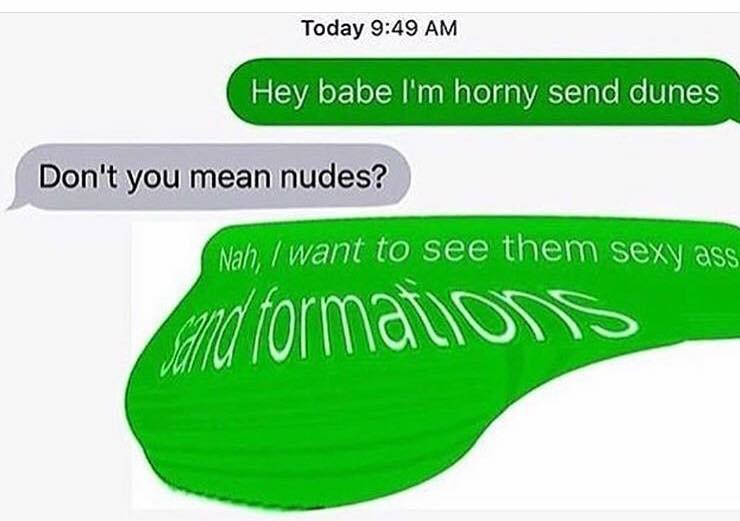 Today 9:49 AM
Hey babe I'm horny send dunes
Don't you mean nudes?
Nah, I want to see them sexy ass
sand formations